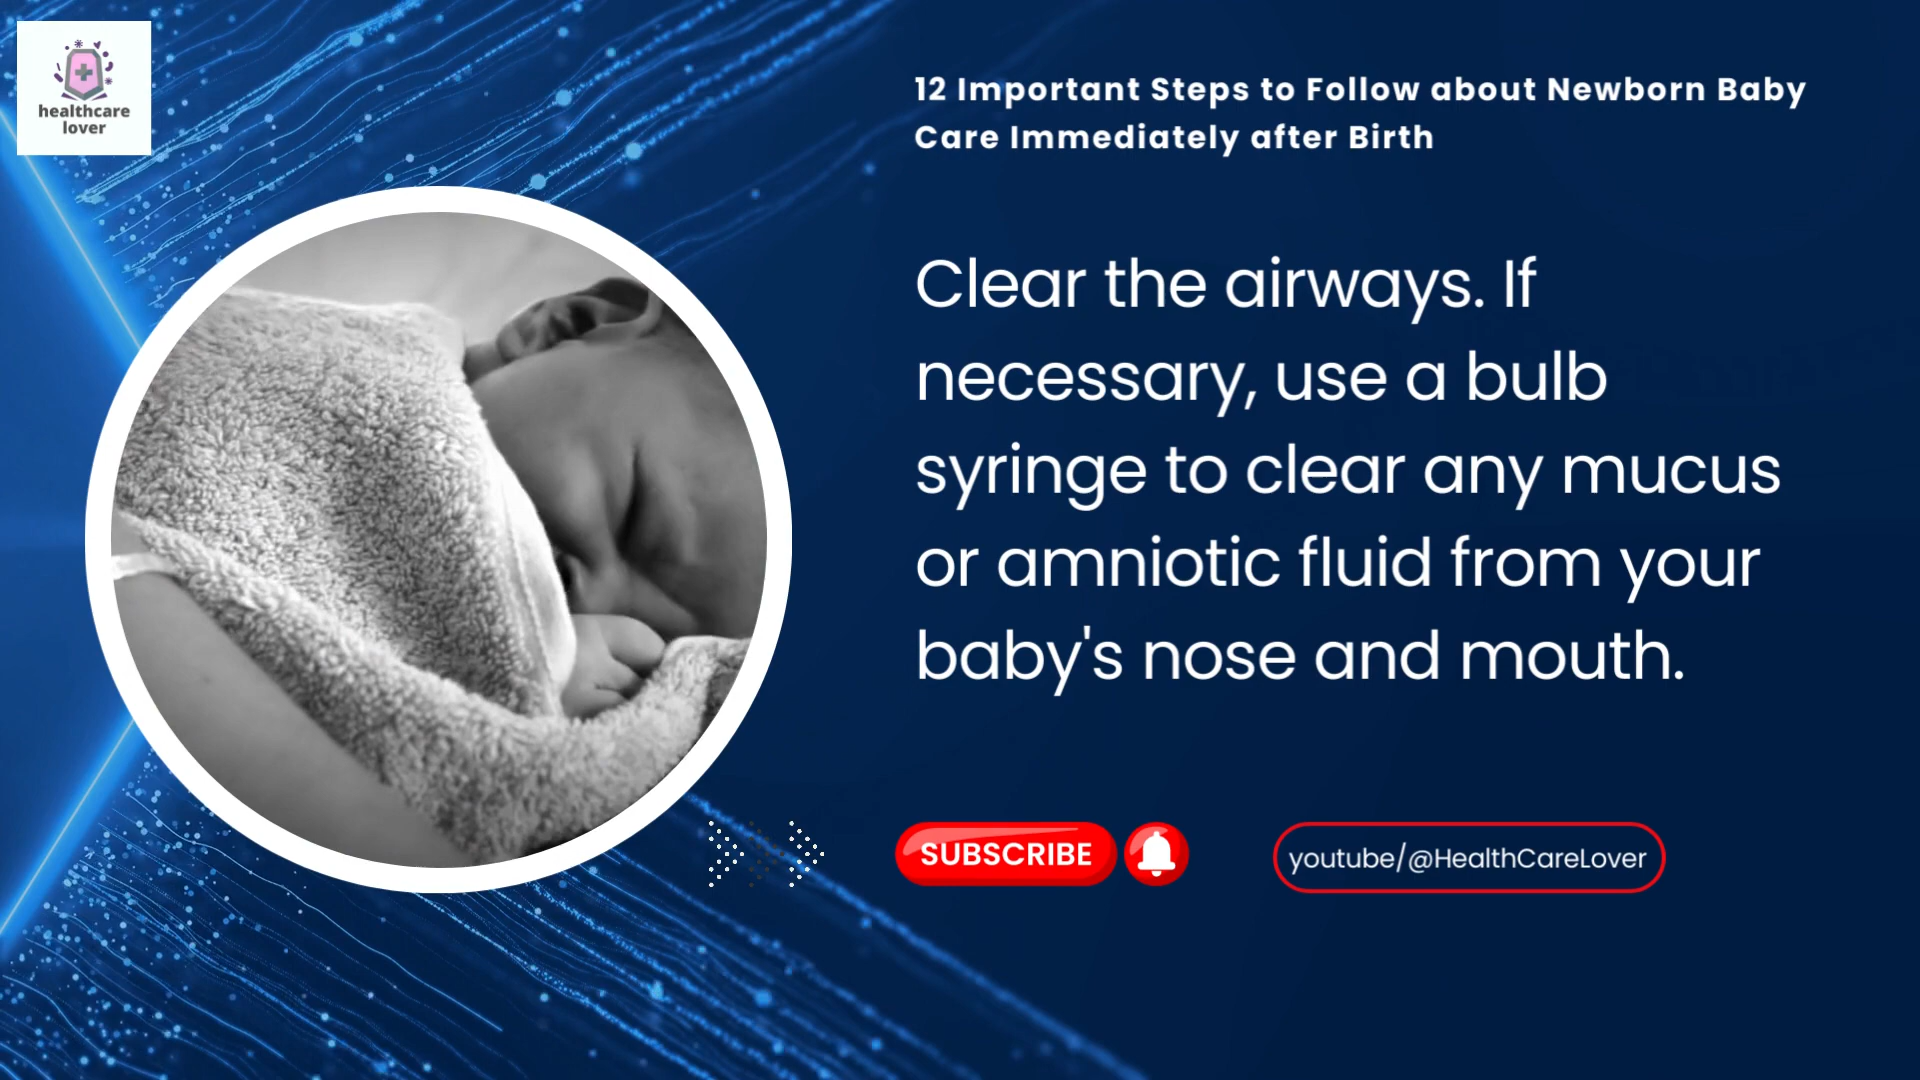 healthcare
lover
12 Important Steps to Follow about Newborn Baby
Care Immediately after Birth
Clear the airways. If
necessary, use a bulb
syringe to clear any mucus
or amniotic fluid from your
baby's nose and mouth.
SUBSCRIBE
youtube/@HealthCareLover